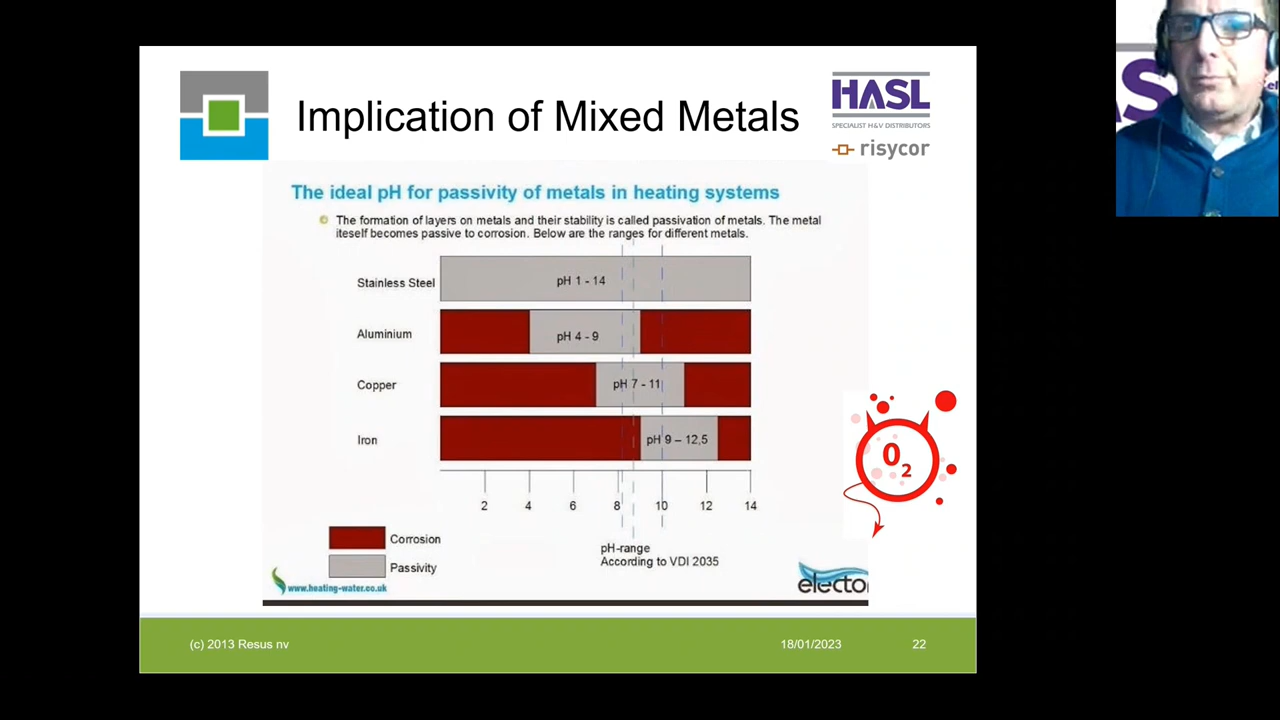 Implication of Mixed Metals
HASL
SPECIALIST H&V DISTRIBUTORS
risycor
The ideal pH for passivity of metals in heating systems
The formation of layers on metals and their stability is called passivation of metals. The metal
iteself becomes passive to corrosion. Below are the ranges for different metals.
Stainless Steel
pH 1 - 14
Aluminium
pH 4 - 9
Copper
pH 7 - 11
Iron
pH 9 – 12,5
2 4 6 8 10 12 14
Corrosion
Passivity
pH-range
According to VDI 2035
www.heating-water.co.uk
electo
O2
(c) 2013 Resus nv
18/01/2023
22
AS